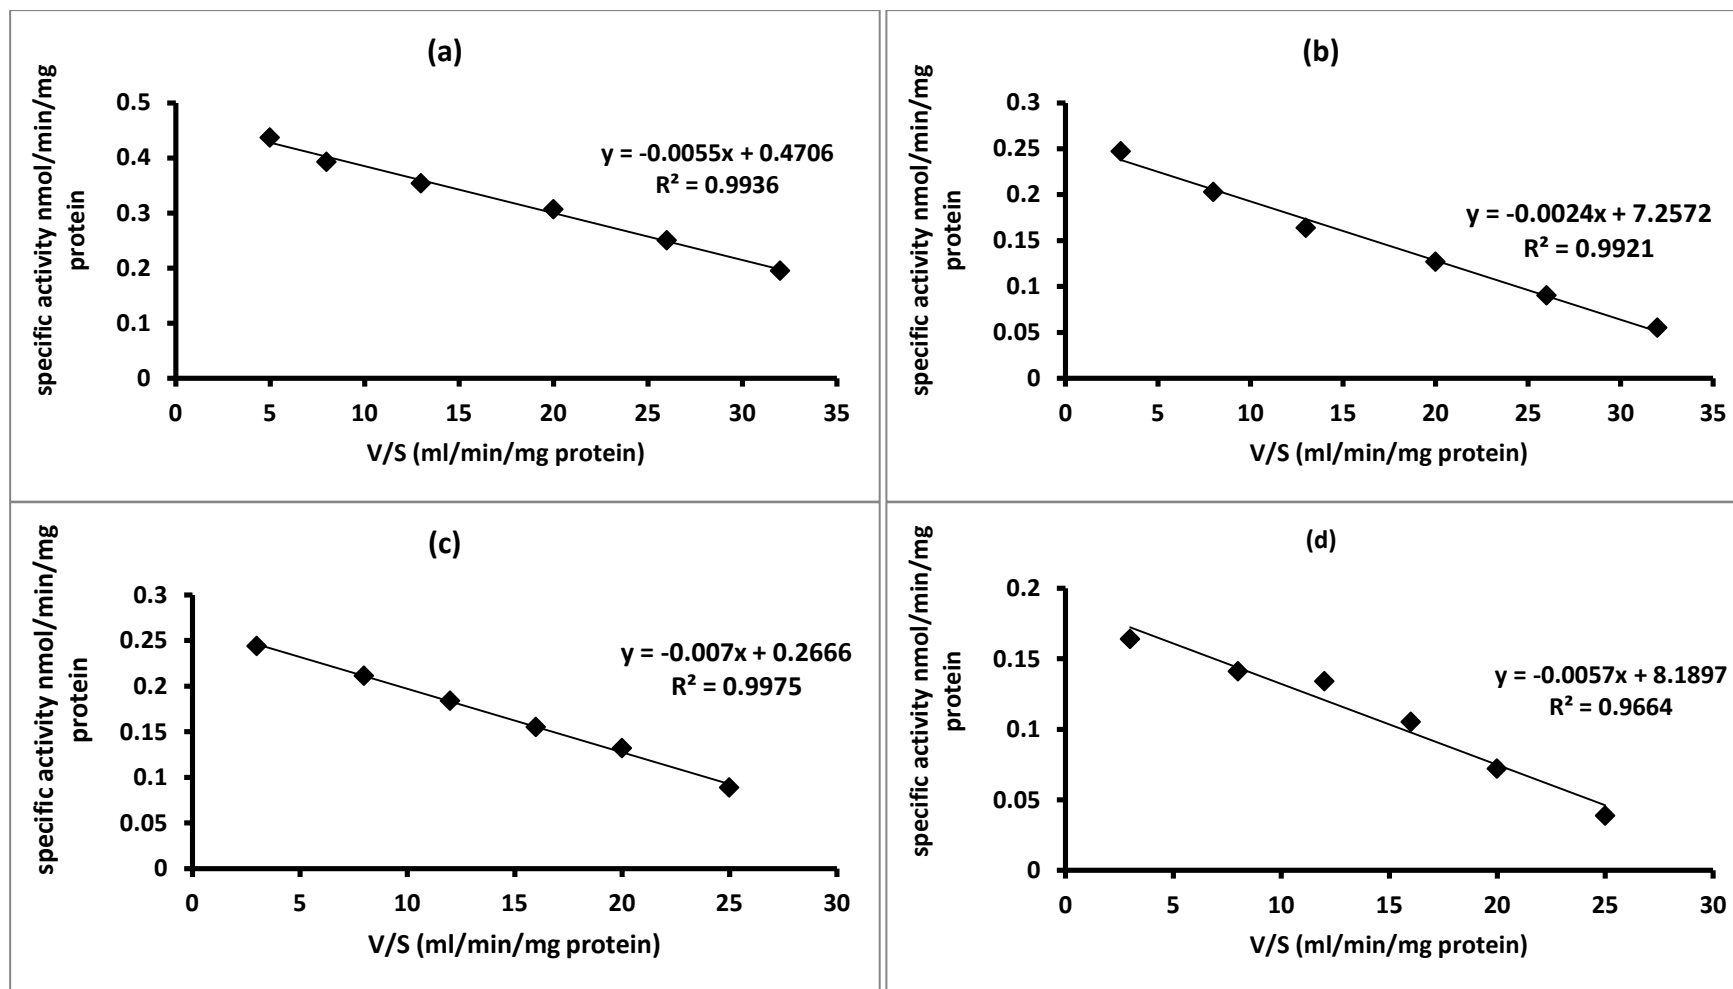 (a)
specific activity nmol/min/mg
protein
0.5
0.4
0.3
0.2
0.1
0
y = -0.0055x + 0.4706
R² = 0.9936
0 5 10 15 20 25 30 35
V/S (ml/min/mg protein)
(b)
specific activity nmol/min/mg
protein
0.3
0.25
0.2
0.15
0.1
0.05
0
y = -0.0024x + 7.2572
R² = 0.9921
0 5 10 15 20 25 30 35
V/S (ml/min/mg protein)
(c)
specific activity nmol/min/mg
protein
0.3
0.25
0.2
0.15
0.1
0.05
0
y = -0.007x + 0.2666
R² = 0.9975
0 5 10 15 20 25 30
V/S (ml/min/mg protein)
(d)
specific activity nmol/min/mg
protein
0.2
0.15
0.1
0.05
0
y = -0.0057x + 8.1897
R² = 0.9664
0 5 10 15 20 25 30
V/S (ml/min/mg protein)